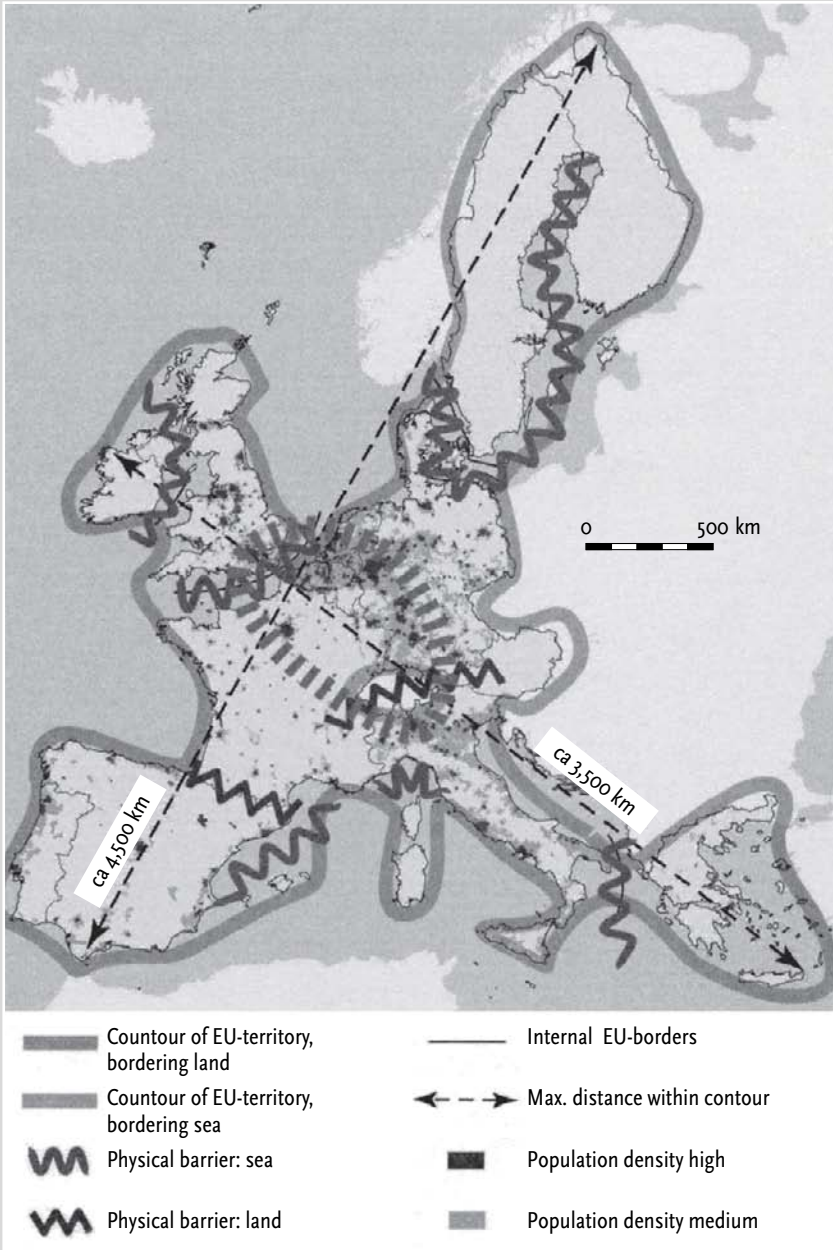 0 500 km
ca 3,500 km
ca 4,500 km
Countour of EU-territory,
bordering land
Countour of EU-territory,
bordering sea
Physical barrier: sea
Physical barrier: land
Internal EU-borders
Max. distance within contour
Population density high
Population density medium